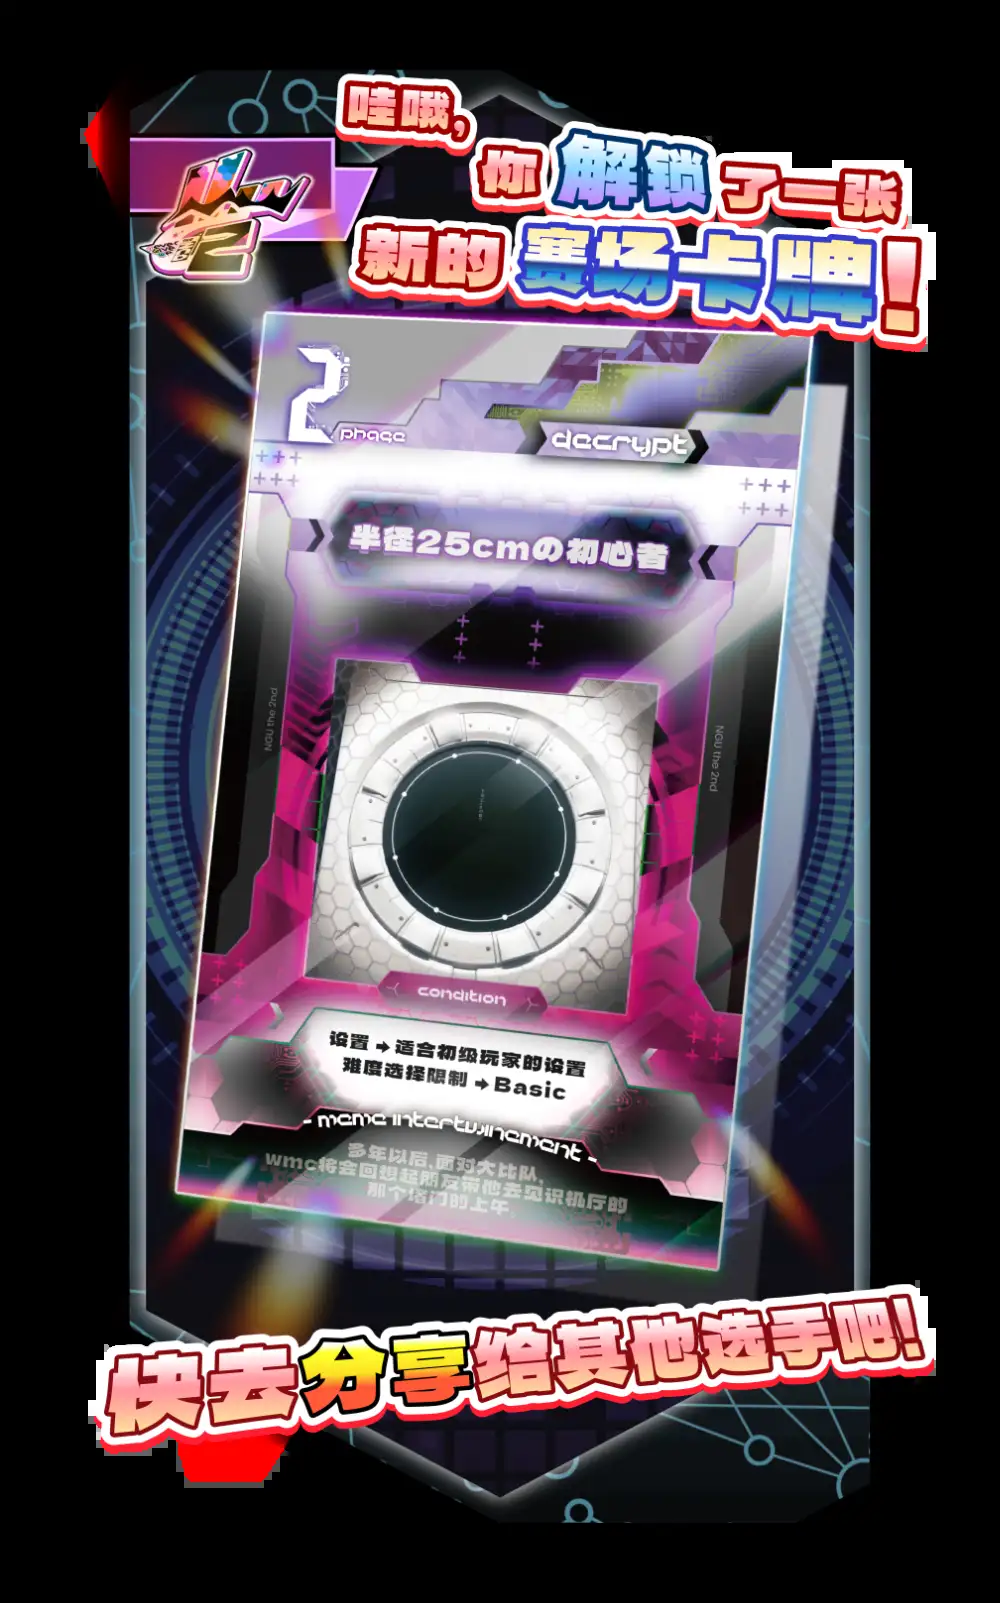 哇哦,
你解锁了一张
新的赛场卡牌!
2
phase
decrypt
半径25cmの初心者
NGU the 2nd
NGU the 2nd
condition
设置→适合初级玩家的设置
难度选择限制→Basic
- meme intertwinement -
多年以后,面对大比队,
wmc将会回想起朋友带他去见识机厅的
那个塔门的上午.
快去分享给其他选手吧!